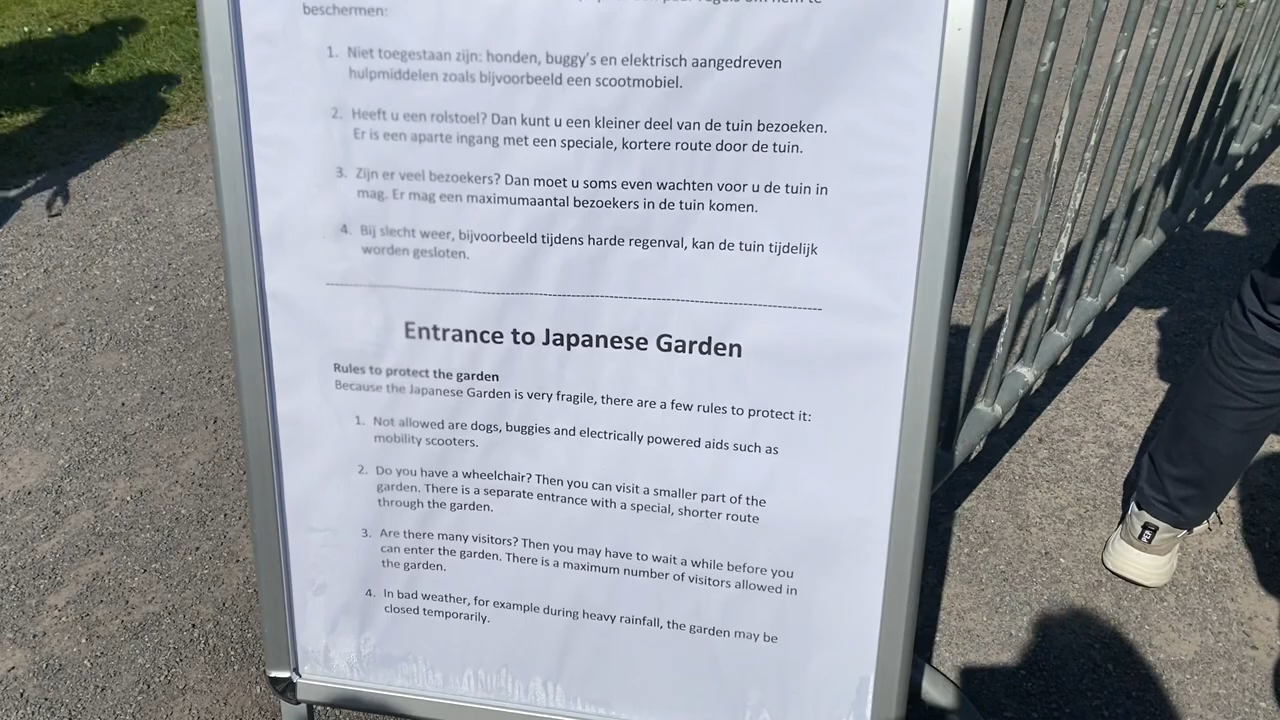 beschermen:
1. Niet toegestaan zijn: honden, buggy's en elektrisch aangedreven
hulpmiddelen zoals bijvoorbeeld een scootmobiel.
2. Heeft u een rolstoel? Dan kunt u een kleiner deel van de tuin bezoeken.
Er is een aparte ingang met een speciale, kortere route door de tuin.
3. Zijn er veel bezoekers? Dan moet u soms even wachten voor u de tuin in
mag. Er mag een maximumaantal bezoekers in de tuin komen.
4. Bij slecht weer, bijvoorbeeld tijdens harde regenval, kan de tuin tijdelijk
worden gesloten.
Entrance to Japanese Garden
Rules to protect the garden
Because the Japanese Garden is very fragile, there are a few rules to protect it:
1. Not allowed are dogs, buggies and electrically powered aids such as
mobility scooters.
2. Do you have a wheelchair? Then you can visit a smaller part of the
garden. There is a separate entrance with a special, shorter route
through the garden.
3. Are there many visitors? Then you may have to wait a while before you
can enter the garden. There is a maximum number of visitors allowed in
the garden.
4. In bad weather, for example during heavy rainfall, the garden may be
closed temporarily.